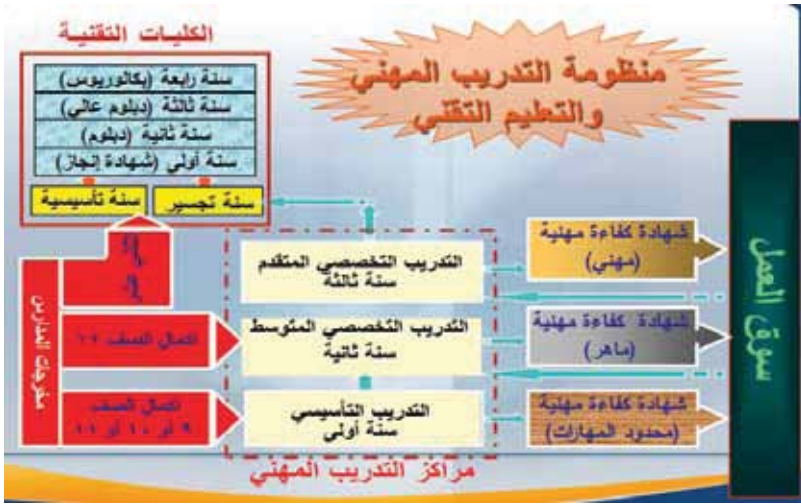 منظومة التدريب المهني
والتعليم التقني
الكليات التقنية
سنة رابعة (بكالوريوس)
سنة ثالثة (دبلوم عالي)
سنة ثانية (دبلوم)
سنة أولى (شهادة إنجاز)
سنة تجسير
سنة تأسيسية
سوق العمل
شهادة كفاءة مهنية
(مهني)
التدريب التخصصي المتقدم
سنة ثالثة
مخرجات المدارس
شهادة كفاءة مهنية
(ماهر)
التدريب التخصصي المتوسط
سنة ثانية
اكمال الصف
شهادة كفاءة مهنية
(محدود المهارات)
التدريب التأسيسي
سنة أولى
اكمال الصف
٩ أو ١٠ أو ١١
مراكز التدريب المهني